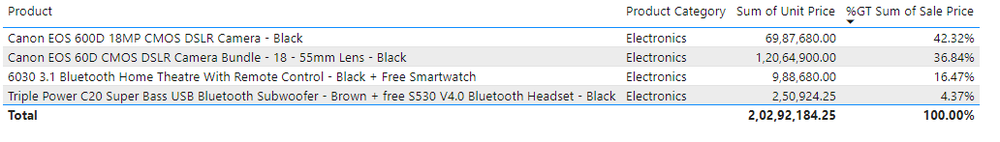 Product Product Category Sum of Unit Price %GT Sum of Sale Price
Canon EOS 600D 18MP CMOS DSLR Camera - Black Electronics 69,87,680.00 42.32%
Canon EOS 60D CMOS DSLR Camera Bundle - 18 - 55mm Lens - Black Electronics 1,20,64,900.00 36.84%
6030 3.1 Bluetooth Home Theatre With Remote Control - Black + Free Smartwatch Electronics 9,88,680.00 16.47%
Triple Power C20 Super Bass USB Bluetooth Subwoofer - Brown + free S530 V4.0 Bluetooth Headset - Black Electronics 2,50,924.25 4.37%
Total 2,02,92,184.25 100.00%